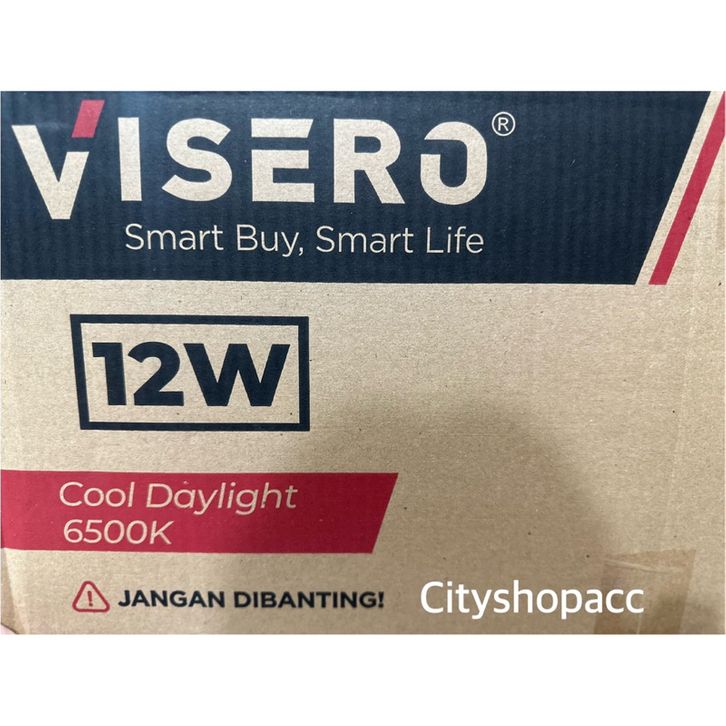 VISERO®
Smart Buy, Smart Life
12W
Cool Daylight
6500K
JANGAN DIBANTING!
Cityshopacc